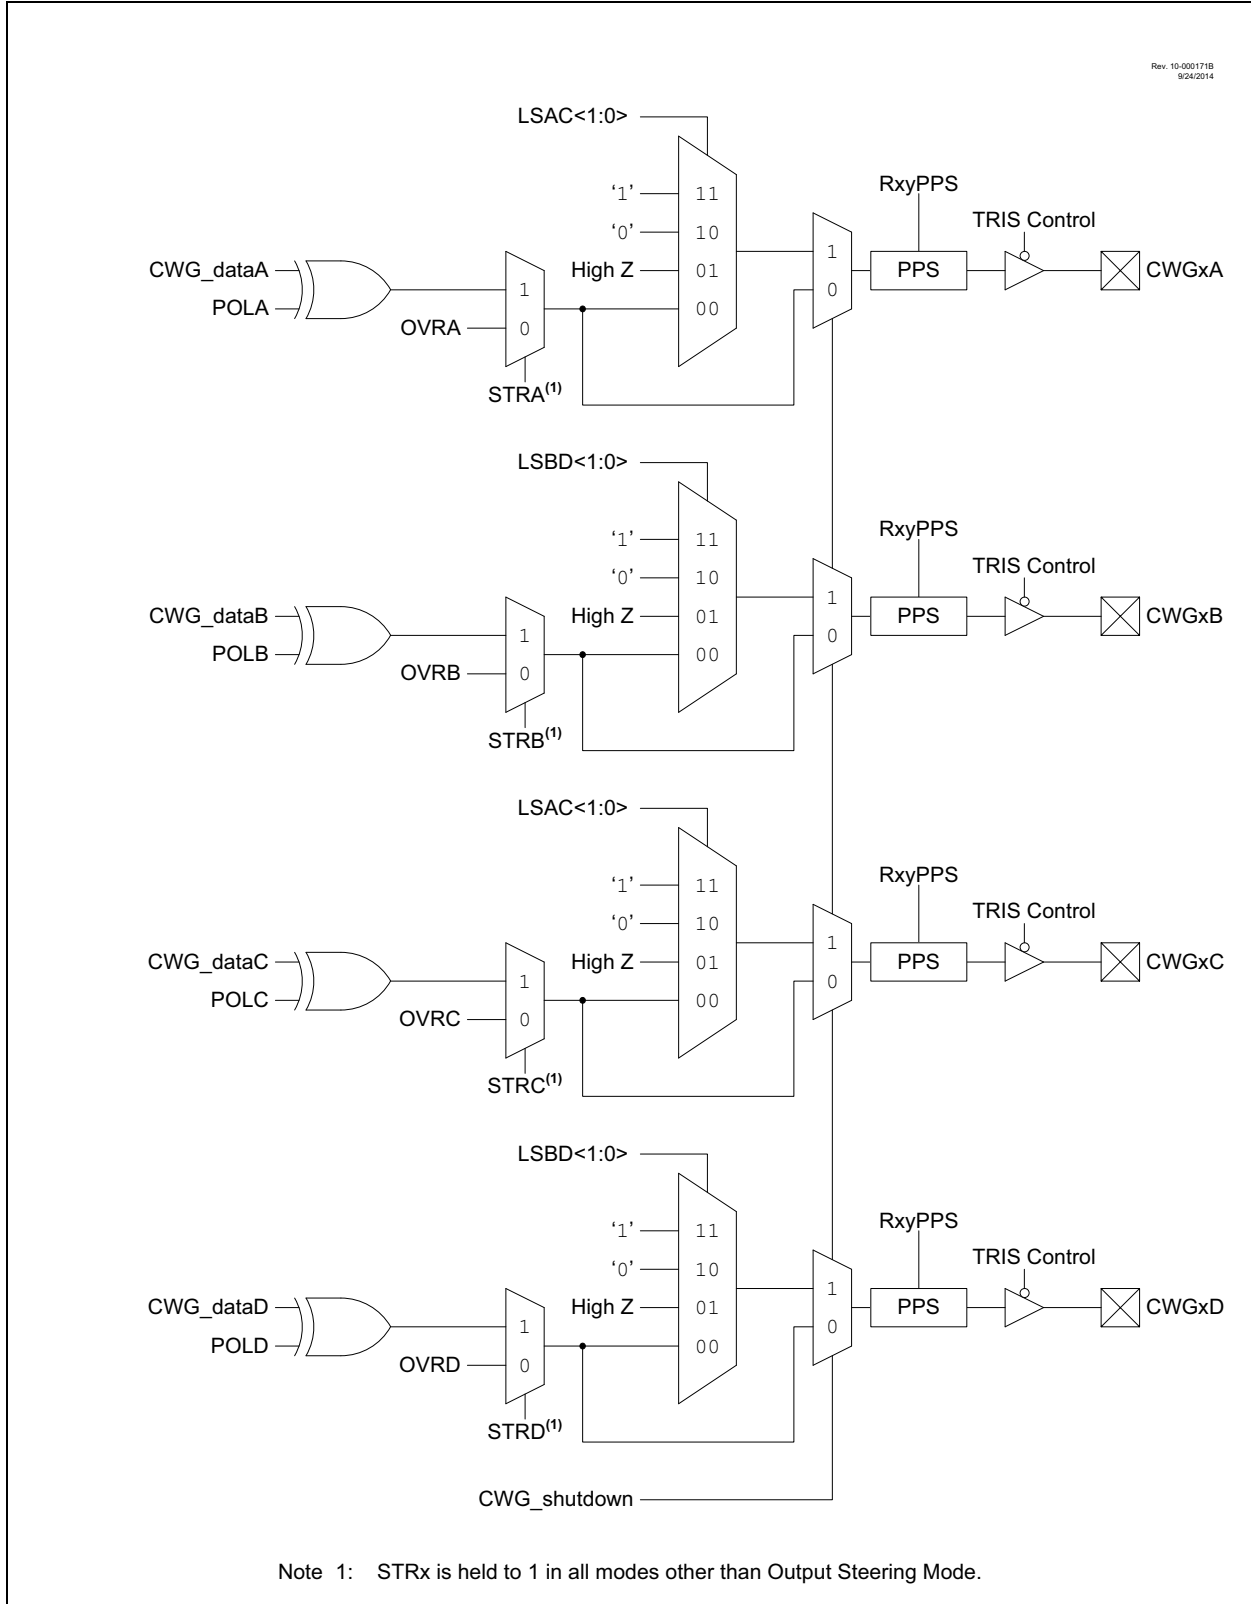 Rev. 10-000171B
9/24/2014
LSAC<1:0>
‘1’
11
‘0’
10
High Z
01
00
CWG_dataA
POLA
1
0
OVRA
STRA(1)
1
0
RxyPPS
PPS
TRIS Control
CWGxA
LSBD<1:0>
‘1’
11
‘0’
10
High Z
01
00
CWG_dataB
POLB
1
0
OVRB
STRB(1)
1
0
RxyPPS
PPS
TRIS Control
CWGxB
LSAC<1:0>
‘1’
11
‘0’
10
High Z
01
00
CWG_dataC
POLC
1
0
OVRC
STRC(1)
1
0
RxyPPS
PPS
TRIS Control
CWGxC
LSBD<1:0>
‘1’
11
‘0’
10
High Z
01
00
CWG_dataD
POLD
1
0
OVRD
STRD(1)
1
0
RxyPPS
PPS
TRIS Control
CWGxD
CWG_shutdown
Note 1: STRx is held to 1 in all modes other than Output Steering Mode.